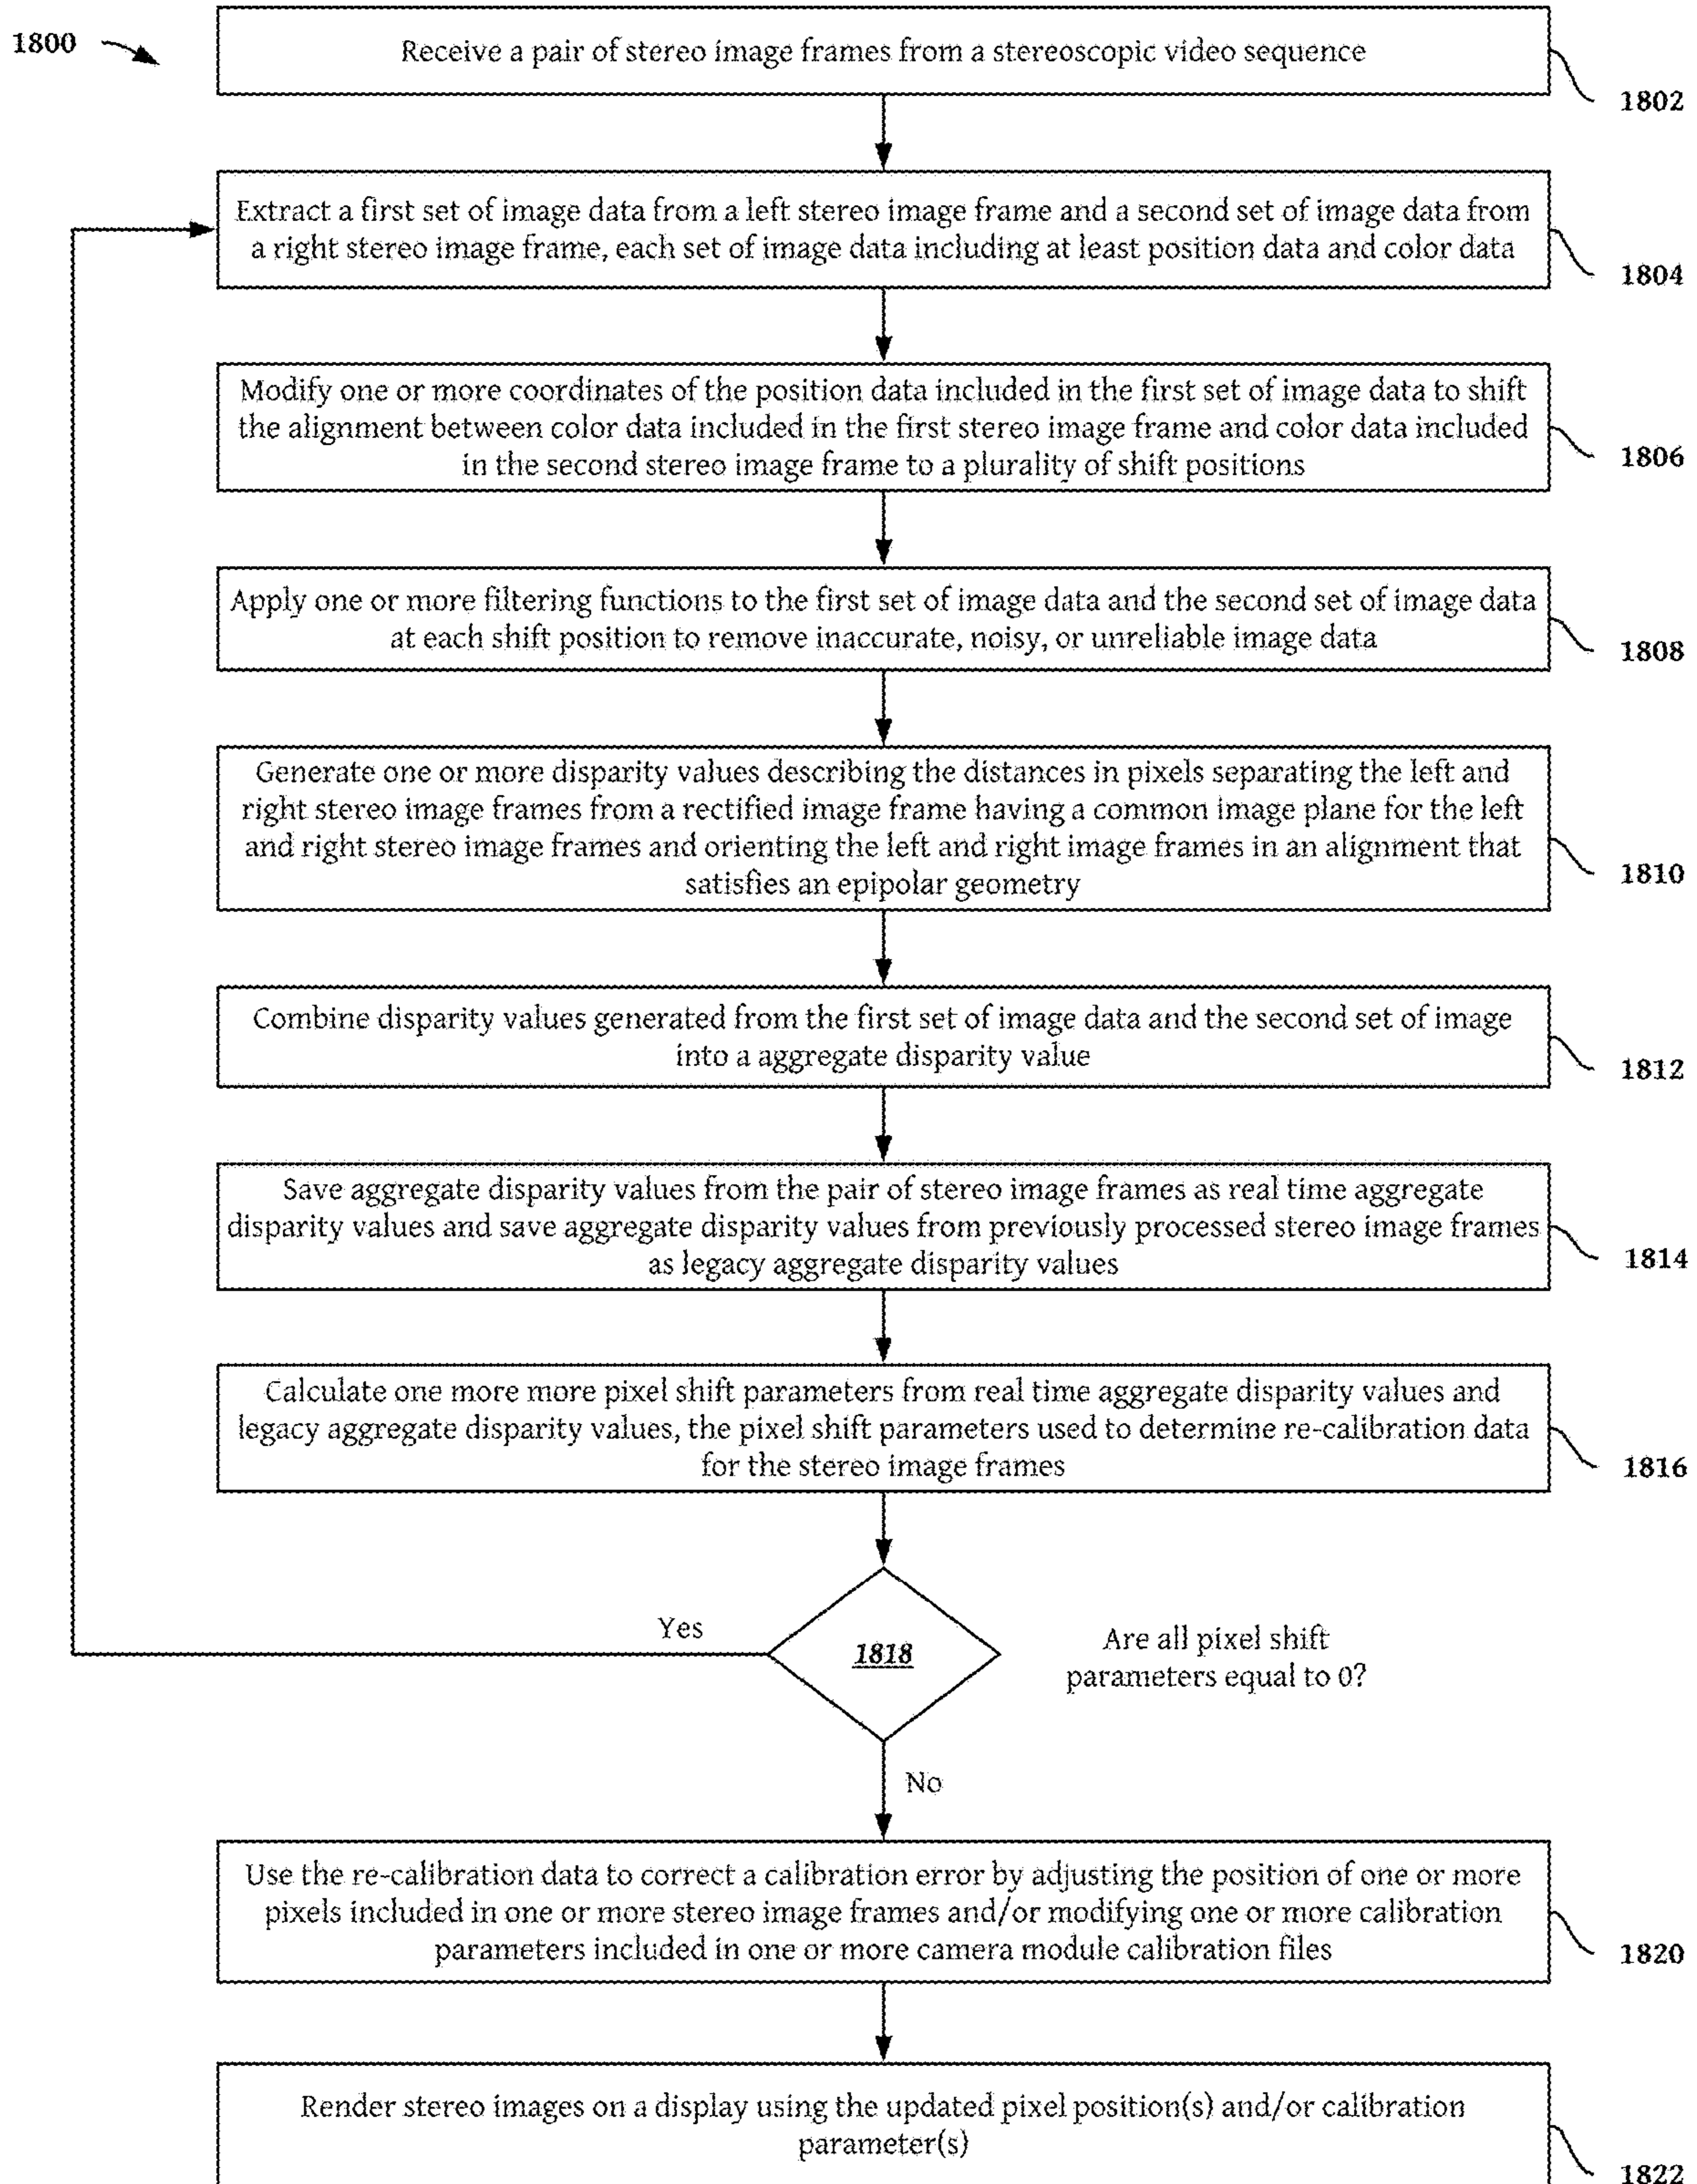 1800
Receive a pair of stereo image frames from a stereoscopic video sequence
1802
Extract a first set of image data from a left stereo image frame and a second set of image data from
a right stereo image frame, each set of image data including at least position data and color data
1804
Modify one or more coordinates of the position data included in the first set of image data to shift
the alignment between color data included in the first stereo image frame and color data included
in the second stereo image frame to a plurality of shift positions
1806
Apply one or more filtering functions to the first set of image data and the second set of image data
at each shift position to remove inaccurate, noisy, or unreliable image data
1808
Generate one or more disparity values describing the distances in pixels separating the left and
right stereo image frames from a rectified image frame having a common image plane for the left
and right stereo image frames and orienting the left and right image frames in an alignment that
satisfies an epipolar geometry
1810
Combine disparity values generated from the first set of image data and the second set of image
into a aggregate disparity value
1812
Save aggregate disparity values from the pair of stereo image frames as real time aggregate
disparity values and save aggregate disparity values from previously processed stereo image frames
as legacy aggregate disparity values
1814
Calculate one more more pixel shift parameters from real time aggregate disparity values and
legacy aggregate disparity values, the pixel shift parameters used to determine re-calibration data
for the stereo image frames
1816
Yes
1818
Are all pixel shift
parameters equal to 0?
No
Use the re-calibration data to correct a calibration error by adjusting the position of one or more
pixels included in one or more stereo image frames and/or modifying one or more calibration
parameters included in one or more camera module calibration files
1820
Render stereo images on a display using the updated pixel position(s) and/or calibration
parameter(s)
1822